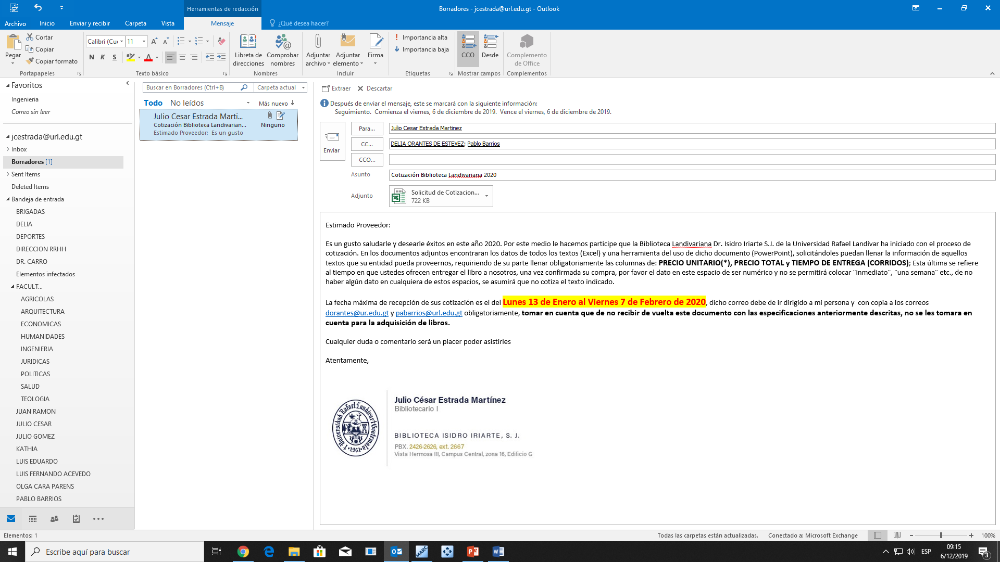 Herramientas de redacción
Borradores - jcestrada@url.edu.gt - Outlook
Archivo Inicio Enviar y recibir Carpeta Vista Mensaje ¿Qué desea hacer?
Pegar
Cortar
Copiar
Copiar formato
Portapapeles
Calibri (Cu 11
N K S
Texto básico
Libreta de direcciones
Comprobar nombres
Nombres
Adjuntar archivo
Adjuntar elemento
Firma
Incluir
Importancia alta
Importancia baja
Etiquetas
CCO
Desde
Mostrar campos
Complemento de Office
Complementos
Favoritos
Ingenieria
Correo sin leer
jcestrada@url.edu.gt
Inbox
Borradores [1]
Sent Items
Deleted Items
Bandeja de entrada
BRIGADAS
DELIA
DEPORTES
DIRECCION RRHH
DR. CARRO
Elementos infectados
FACULT...
AGRICOLAS
ARQUITECTURA
ECONOMICAS
HUMANIDADES
INGENIERIA
JURIDICAS
POLITICAS
SALUD
TEOLOGIA
JUAN RAMON
JULIO CESAR
JULIO GOMEZ
KATHIA
LUIS EDUARDO
LUIS FERNANDO ACEVEDO
OLGA CARA PARENS
PABLO BARRIOS
Buscar en Borradores (Ctrl+B) Carpeta actual
Todo No leídos Más nuevo
Julio Cesar Estrada Marti...
Cotización Biblioteca Landivarian... Ninguno
Estimado Proveedor: Es un gusto
Extraer Descartar
Después de enviar el mensaje, este se marcará con la siguiente información:
Seguimiento. Comienza el viernes, 6 de diciembre de 2019. Vence el viernes, 6 de diciembre de 2019.
Enviar
Para... Julio Cesar Estrada Martinez
CC... DELIA ORANTES DE ESTEVEZ; Pablo Barrios
CCO...
Asunto Cotización Biblioteca Landivariana 2020
Adjunto Solicitud de Cotizacion...
722 KB
Estimado Proveedor:
Es un gusto saludarle y desearle éxitos en este año 2020. Por este medio le hacemos participe que la Biblioteca Landivariana Dr. Isidro Iriarte S.J. de la Universidad Rafael Landívar ha iniciado con el proceso de
cotización. En los documentos adjuntos encontraran los datos de todos los textos (Excel) y una herramienta del uso de dicho documento (PowerPoint), solicitándoles puedan llenar la información de aquellos
textos que su entidad pueda proveernos, requiriendo de su parte llenar obligatoriamente las columnas de: PRECIO UNITARIO(*), PRECIO TOTAL y TIEMPO DE ENTREGA (CORRIDOS); Esta última se refiere
al tiempo en que ustedes ofrecen entregar el libro a nosotros, una vez confirmada su compra, por favor el dato en este espacio de ser numérico y no se permitirá colocar ¨inmediato¨, ¨una semana¨ etc., de no
haber algún dato en cualquiera de estos espacios, se asumirá que no cotiza el texto indicado.
La fecha máxima de recepción de sus cotización es el del Lunes 13 de Enero al Viernes 7 de Febrero de 2020, dicho correo debe de ir dirigido a mi persona y con copia a los correos
dorantes@ur.edu.gt y pabarrios@url.edu.gt obligatoriamente, tomar en cuenta que de no recibir de vuelta este documento con las especificaciones anteriormente descritas, no se les tomara en
cuenta para la adquisición de libros.
Cualquier duda o comentario será un placer poder asistirles
Atentamente,
Universidad Rafael Landívar Guatemala
1961
Julio César Estrada Martínez
Bibliotecario I
BIBLIOTECA ISIDRO IRIARTE, S. J.
PBX. 2426-2626, ext. 2667
Vista Hermosa III, Campus Central, zona 16, Edificio G
Elementos: 1 Todas las carpetas están actualizadas. Conectado a: Microsoft Exchange 100%
Escribe aquí para buscar
MARC
ESP
09:15
6/12/2019
3